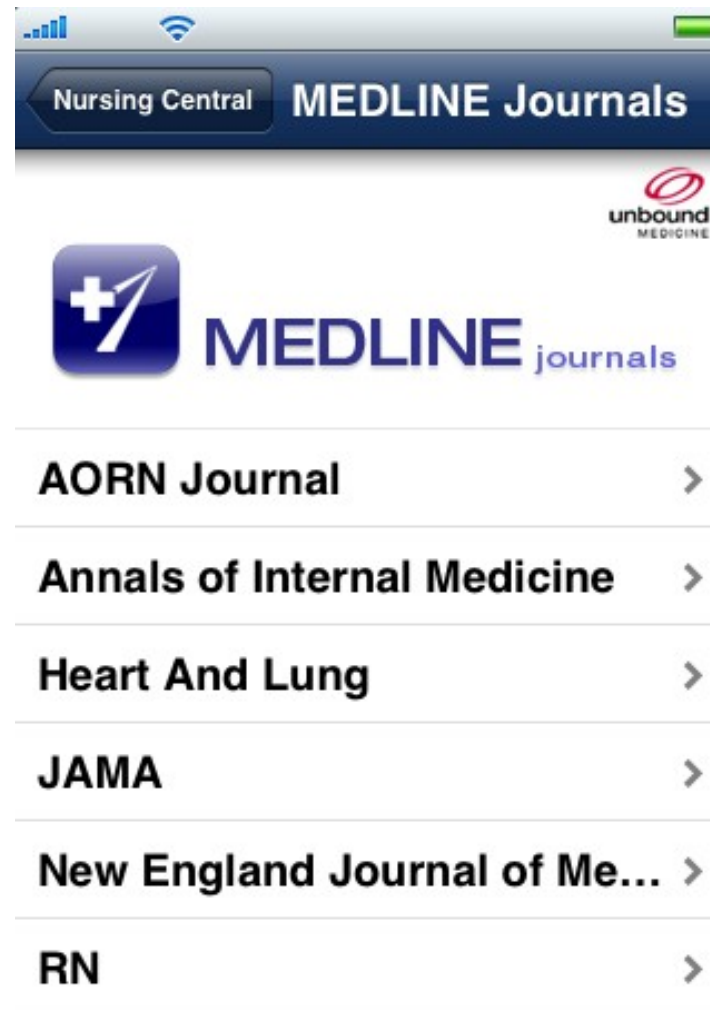 Nursing Central
MEDLINE Journals
unbound
MEDICINE
MEDLINE journals
AORN Journal
Annals of Internal Medicine
Heart And Lung
JAMA
New England Journal of Me...
RN